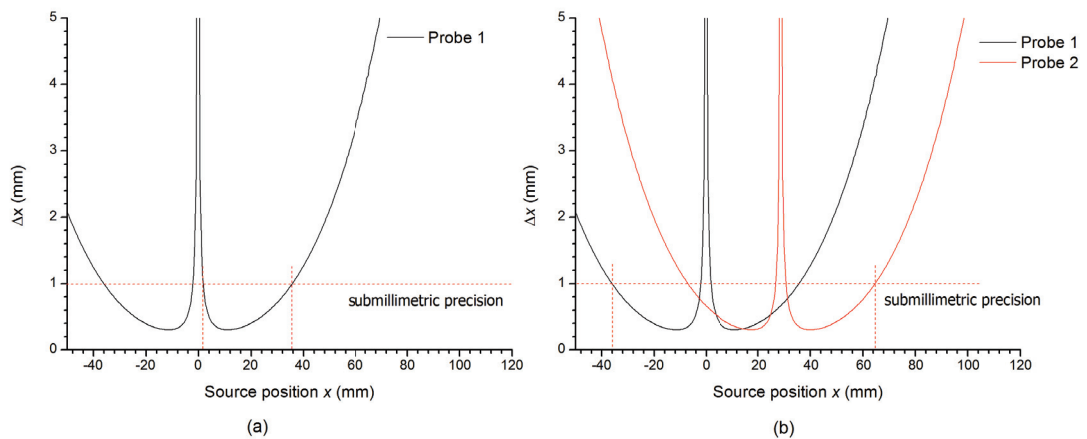 5
4
3
2
1
0
Δx (mm)
-40 -20 0 20 40 60 80 100 120
Source position x (mm)
Probe 1
submillimetric precision
(a)
5
4
3
2
1
0
Δx (mm)
-40 -20 0 20 40 60 80 100 120
Source position x (mm)
Probe 1
Probe 2
submillimetric precision
(b)